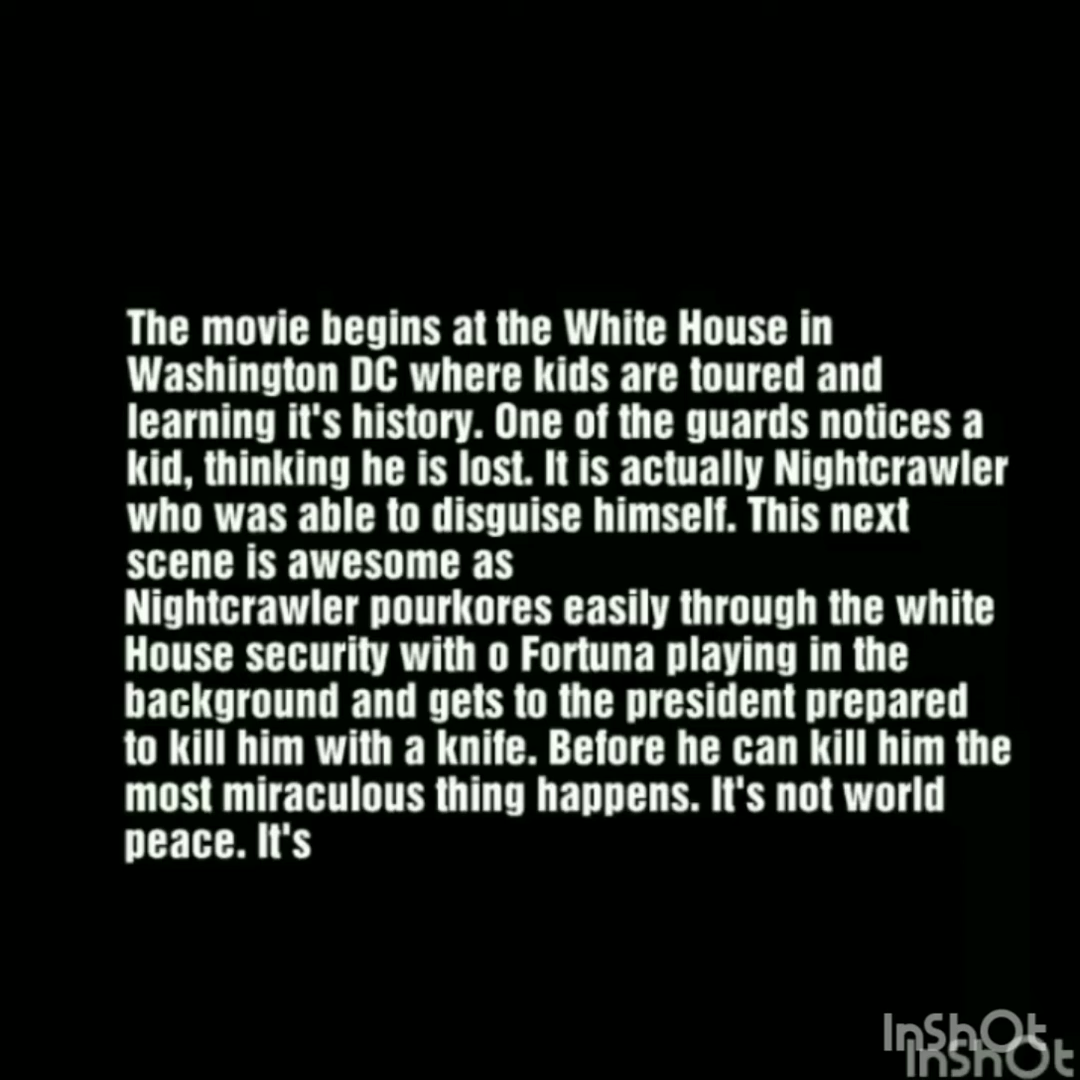 The movie begins at the White House in
Washington DC where kids are toured and
learning it's history. One of the guards notices a
kid, thinking he is lost. It is actually Nightcrawler
who was able to disguise himself. This next
scene is awesome as
Nightcrawler pourkores easily through the white
House security with o Fortuna playing in the
background and gets to the president prepared
to kill him with a knife. Before he can kill him the
most miraculous thing happens. It's not world
peace. It's
InShOt
InShOt